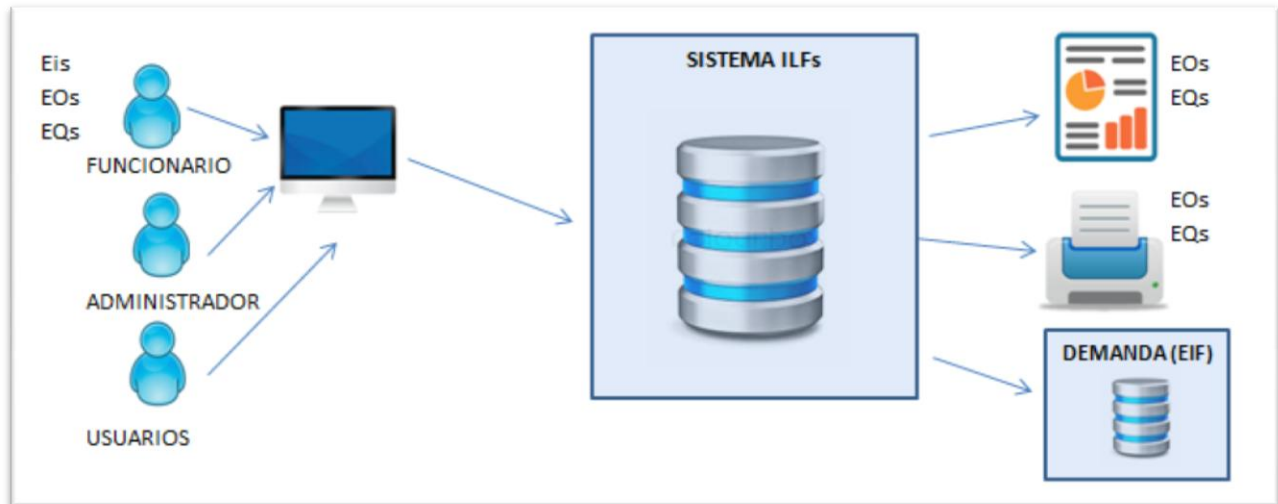 Eis
EOs
EQs
FUNCIONARIO
ADMINISTRADOR
USUARIOS
SISTEMA ILFs
EOs
EQs
EOs
EQs
DEMANDA (EIF)